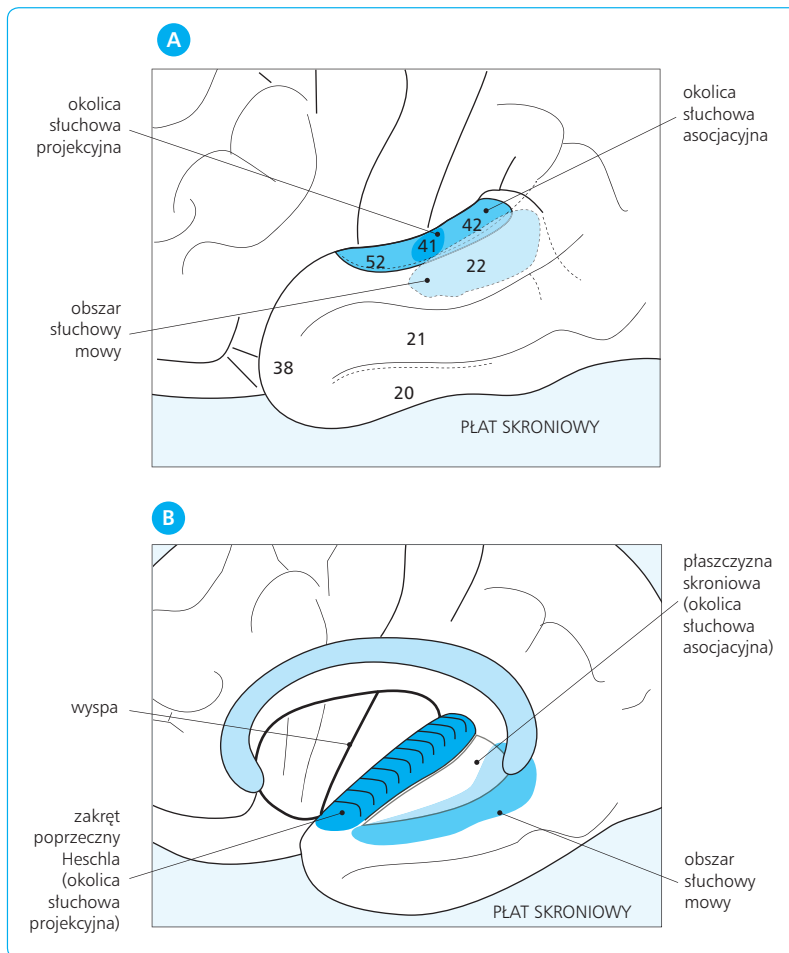 A
okolica
słuchowa
projekcyjna
okolica
słuchowa
asocjacyjna
42
41
52
22
obszar
słuchowy
mowy
21
38
20
PŁAT SKRONIOWY
B
płaszczyzna
skroniowa
(okolica
słuchowa
asocjacyjna)
wyspa
zakręt
poprzeczny
Heschla
(okolica
słuchowa
projekcyjna)
obszar
słuchowy
mowy
PŁAT SKRONIOWY